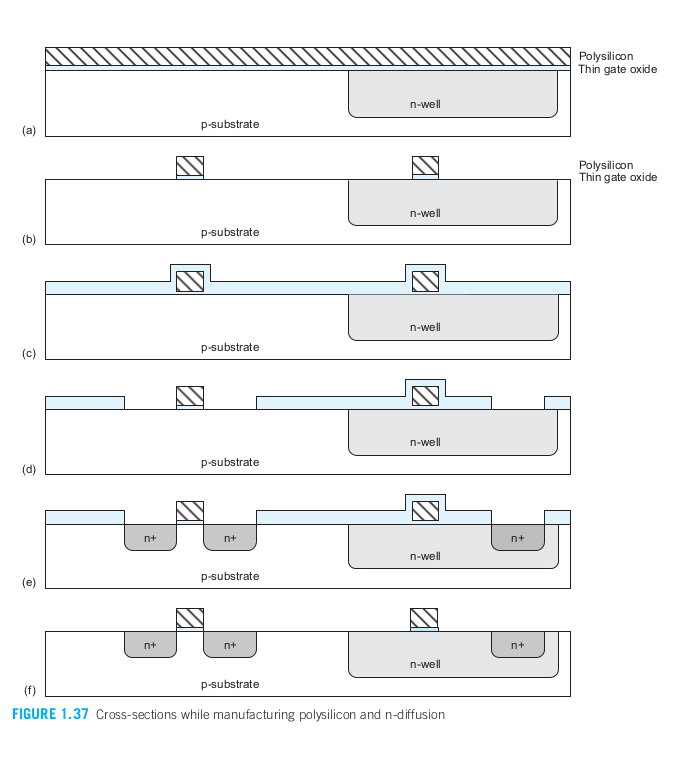 Polysilicon
Thin gate oxide
n-well
p-substrate
(a)
Polysilicon
Thin gate oxide
n-well
p-substrate
(b)
n-well
p-substrate
(c)
n-well
p-substrate
(d)
n+ n+ n+
n-well
p-substrate
(e)
n+ n+ n+
n-well
p-substrate
(f)
FIGURE 1.37 Cross-sections while manufacturing polysilicon and n-diffusion